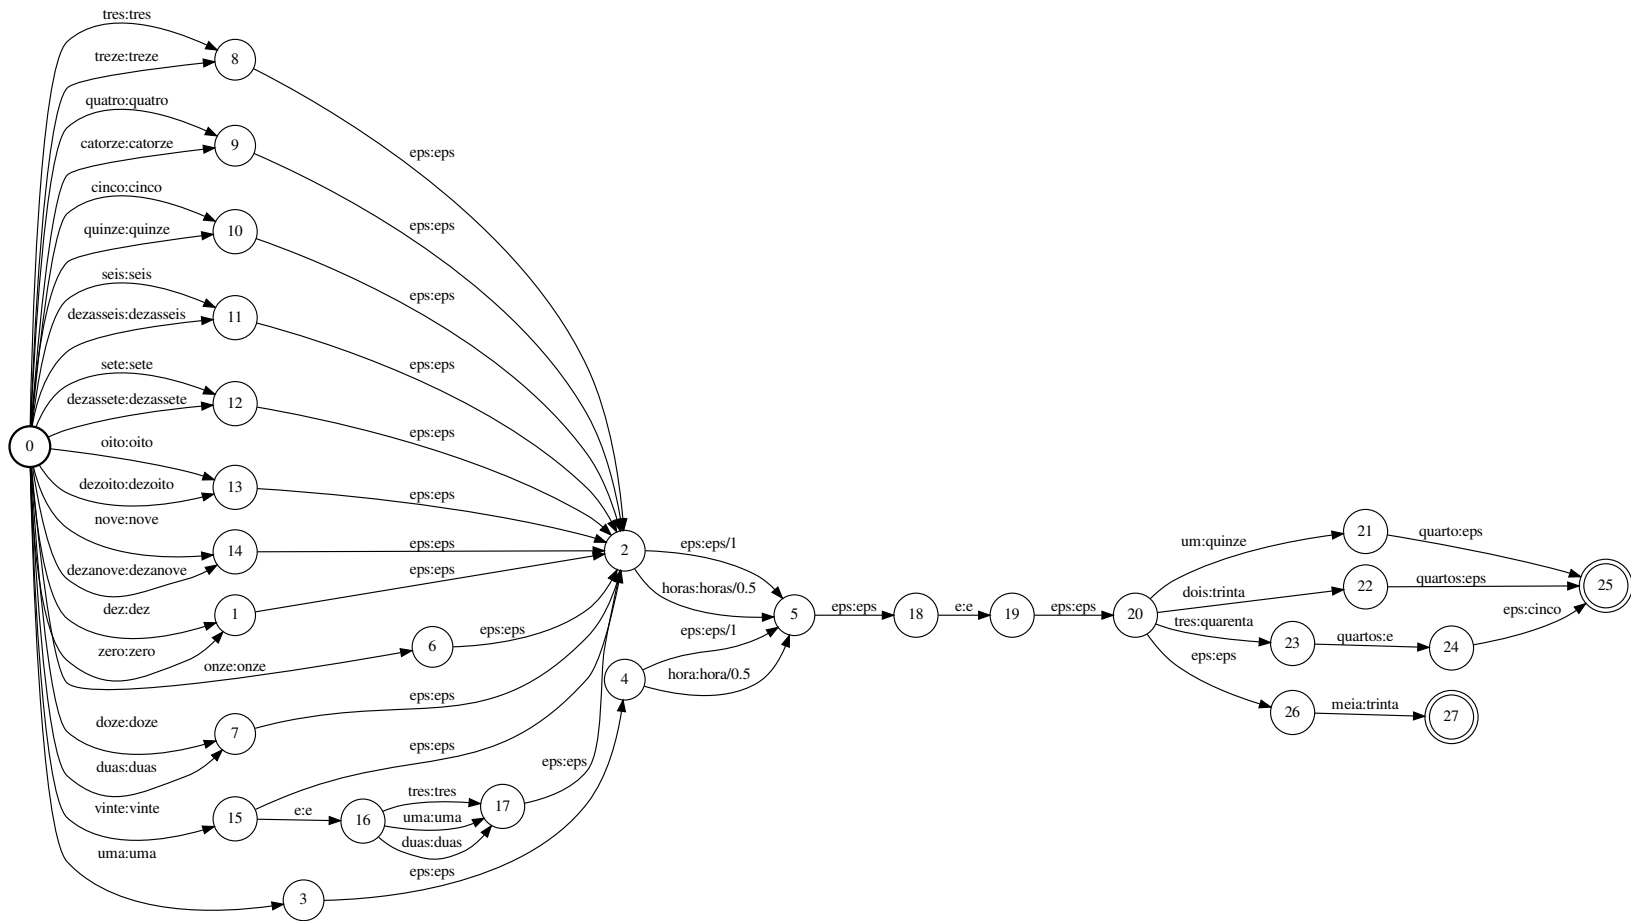 tres:tres
8
treze:treze
quatro:quatro
9
catorze:catorze
eps:eps
cinco:cinco
10
quinze:quinze
eps:eps
seis:seis
11
dezasseis:dezasseis
eps:eps
sete:sete
12
dezassete:dezassete
eps:eps
0
oito:oito
eps:eps
dezoito:dezoito
13
eps:eps
nove:nove
14
eps:eps
2
dezanove:dezanove
eps:eps
dez:dez
1
zero:zero
6
eps:eps
onze:onze
eps:eps
doze:doze
7
duas:duas
eps:eps
vinte:vinte
15
e:e
16
tres:tres
uma:uma
duas:duas
17
eps:eps
uma:uma
3
eps:eps
eps:eps/1
horas:horas/0.5
5
eps:eps/1
4
hora:hora/0.5
eps:eps
18
e:e
19
eps:eps
20
um:quinze
21
quarto:eps
dois:trinta
22
quartos:eps
25
tres:quarenta
23
quartos:e
24
eps:cinco
eps:eps
26
meia:trinta
27